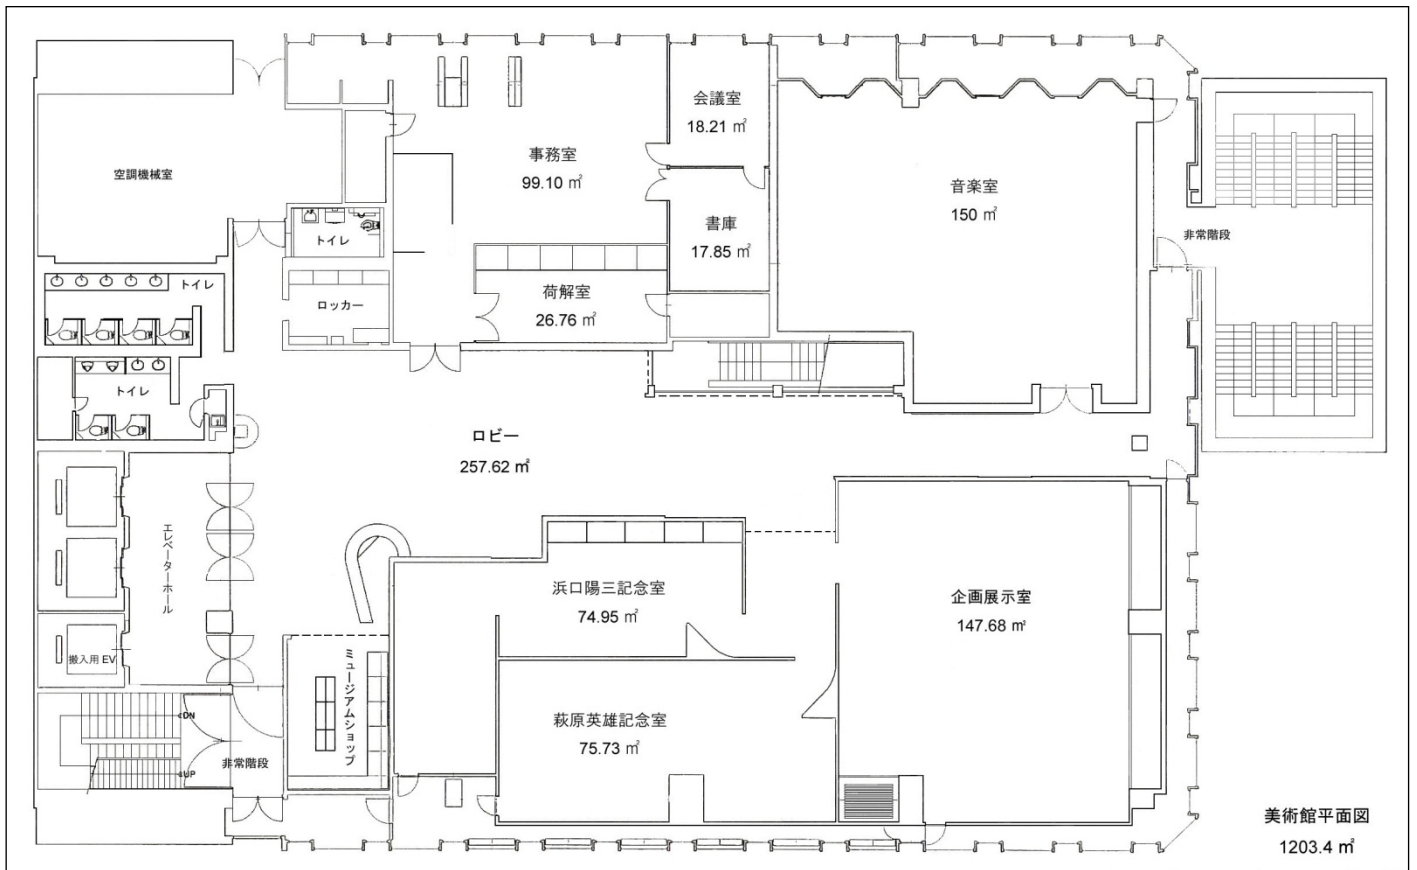 会議室
18.21 ㎡
事務室
99.10 ㎡
空調機械室
音楽室
150 ㎡
書庫
17.85 ㎡
トイレ
非常階段
トイレ
荷解室
26.76 ㎡
ロッカー
トイレ
ロビー
257.62 ㎡
エレベーターホール
浜口陽三記念室
74.95 ㎡
企画展示室
147.68 ㎡
搬入用 EV
ミュージアムショップ
DN
萩原英雄記念室
75.73 ㎡
非常階段
UP
美術館平面図
1203.4 ㎡